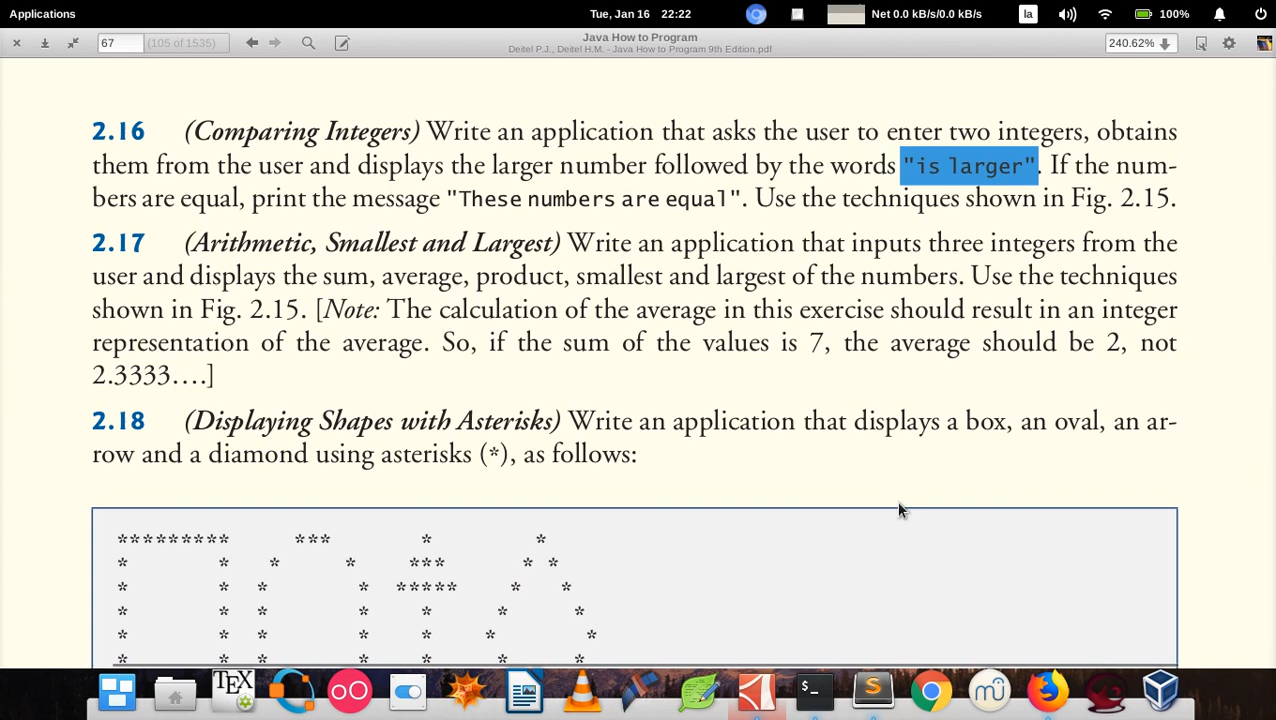 Applications
Tue, Jan 16 22:22
Net 0.0 kB/s/0.0 kB/s
la
100%
67 (105 of 1535)
Java How to Program
Deitel P.J., Deitel H.M. - Java How to Program 9th Edition.pdf
240.62%
2.16 (Comparing Integers) Write an application that asks the user to enter two integers, obtains
them from the user and displays the larger number followed by the words "is larger". If the num-
bers are equal, print the message "These numbers are equal". Use the techniques shown in Fig. 2.15.
2.17 (Arithmetic, Smallest and Largest) Write an application that inputs three integers from the
user and displays the sum, average, product, smallest and largest of the numbers. Use the techniques
shown in Fig. 2.15. [Note: The calculation of the average in this exercise should result in an integer
representation of the average. So, if the sum of the values is 7, the average should be 2, not
2.3333….]
2.18 (Displaying Shapes with Asterisks) Write an application that displays a box, an oval, an ar-
row and a diamond using asterisks (*), as follows:
*********     ***       *        *
*       *   *     *    ***      * *
*       *  *       *  *****    *   *
*       *  *       *    *     *     *
*       *  *       *    *    *       *
*       *  *       *    *     *     *
TEX
S
mü